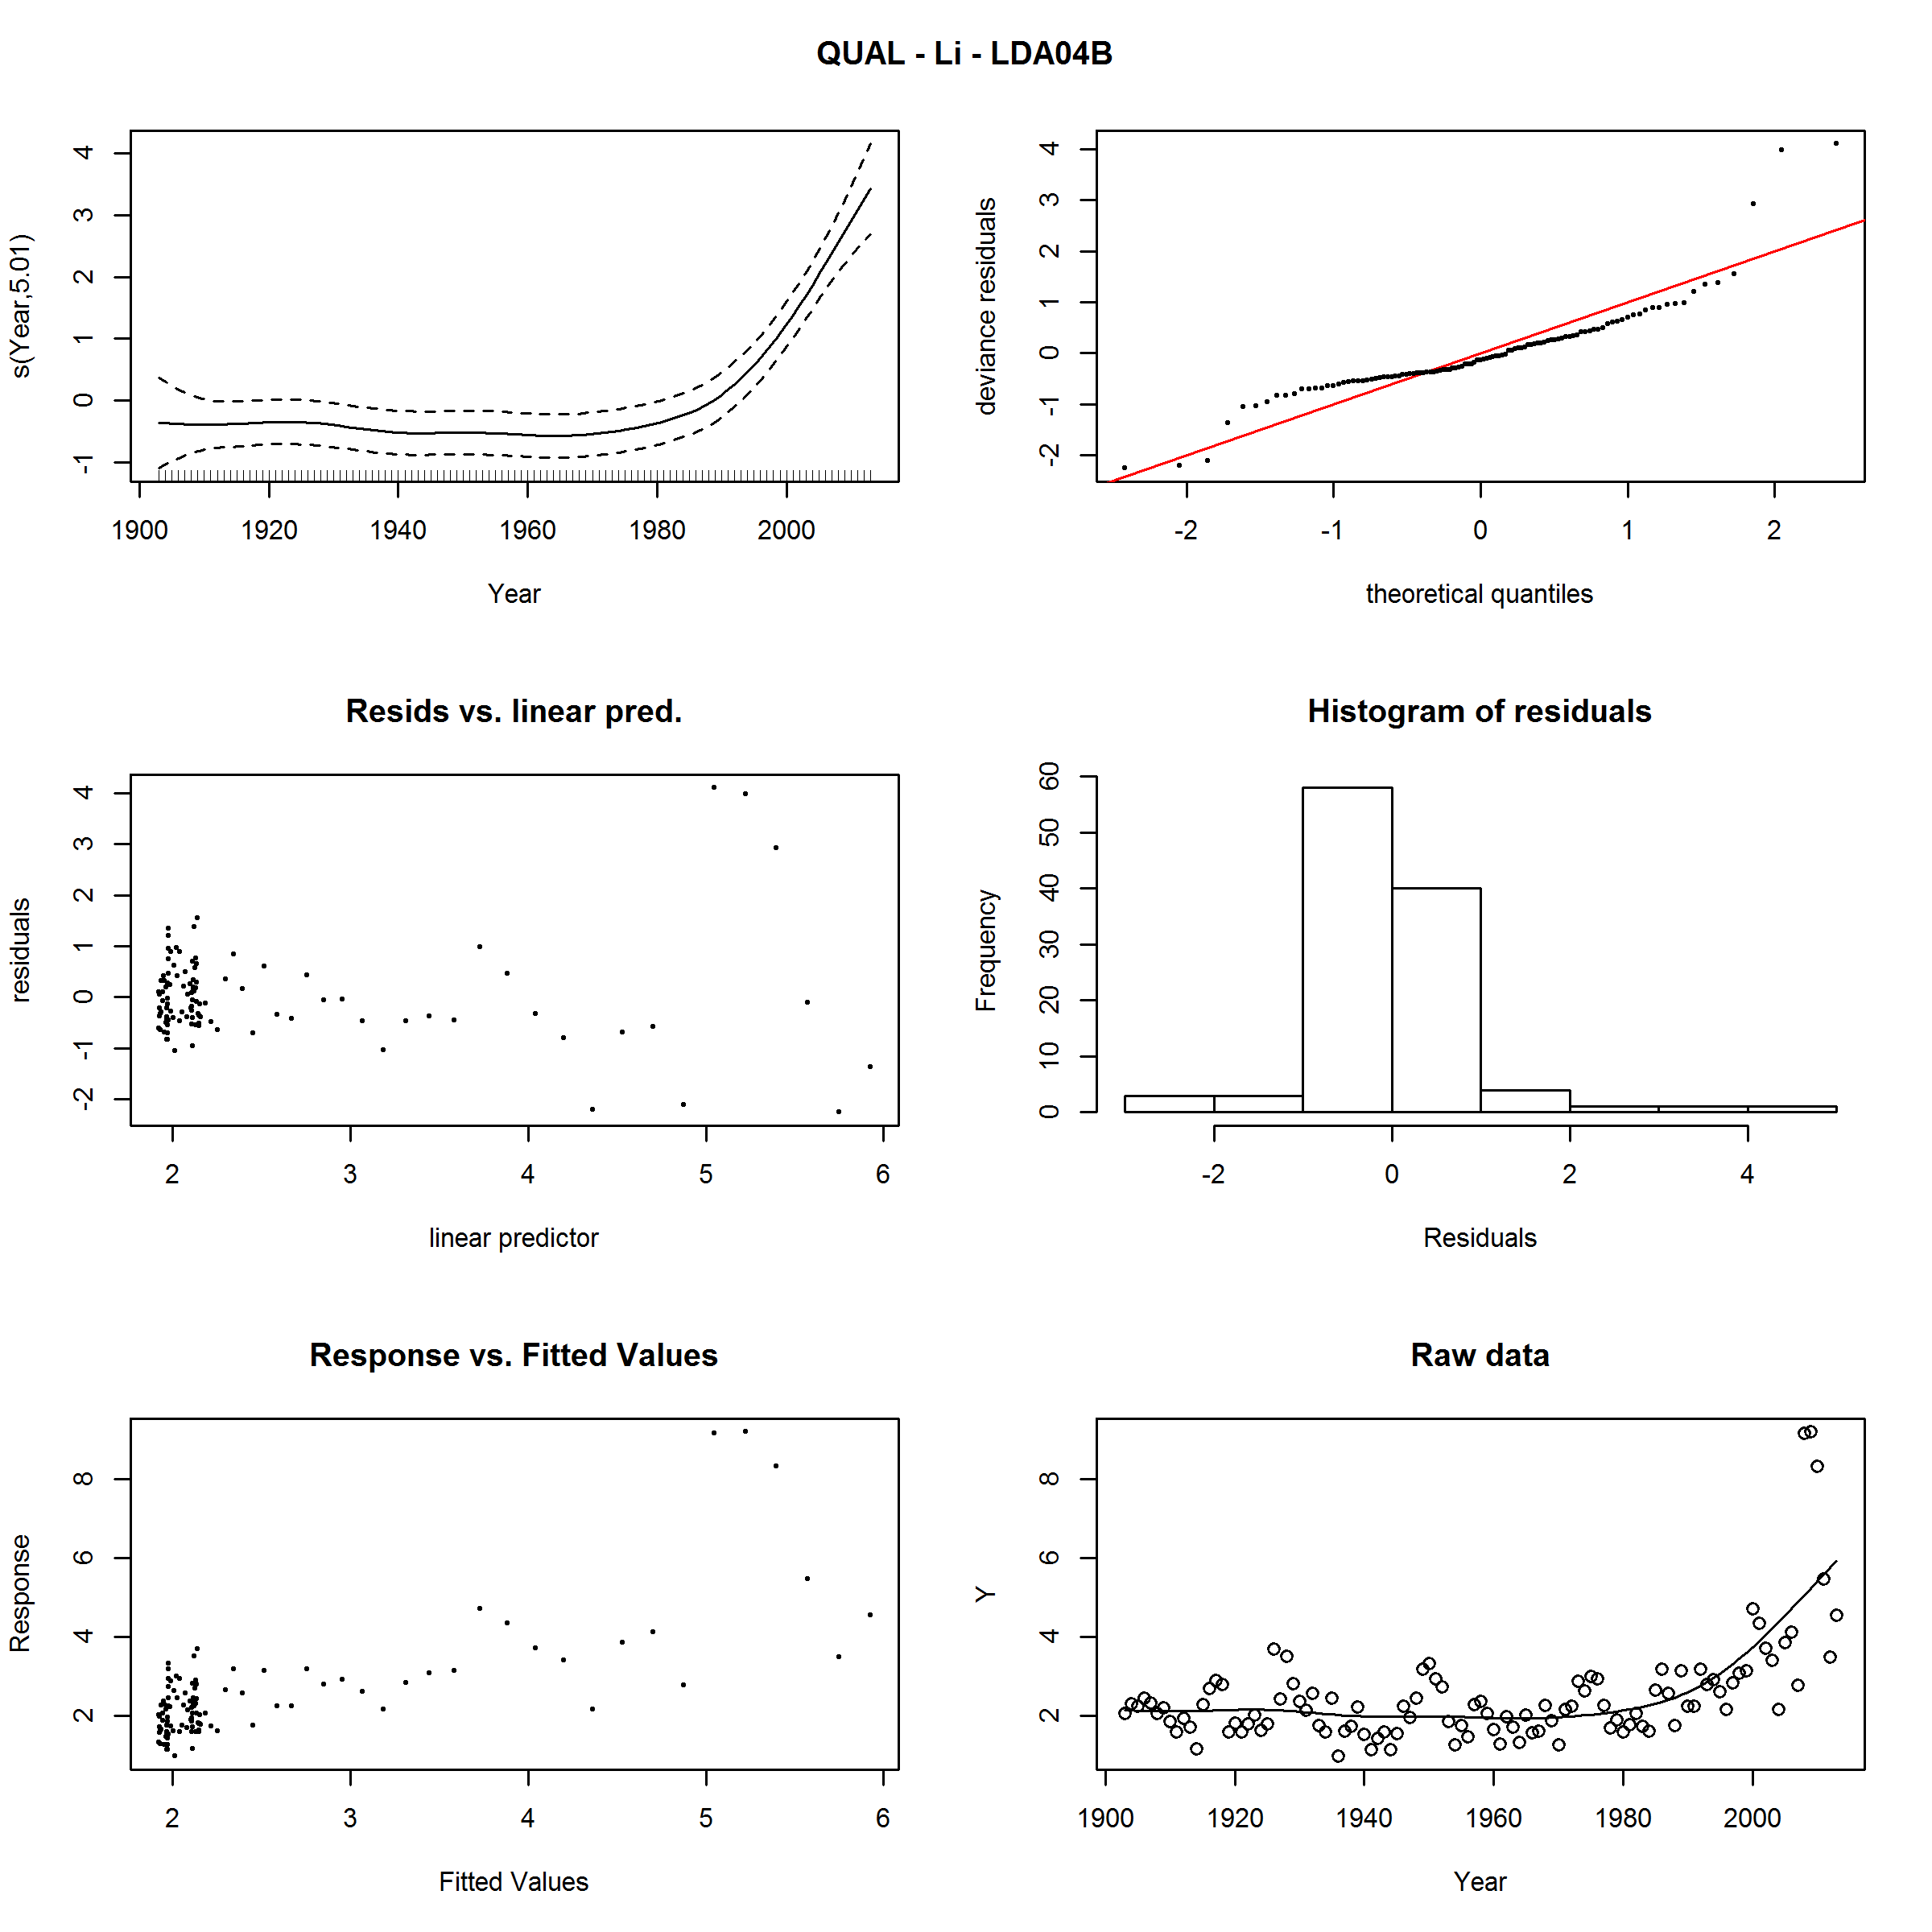 QUAL - Li - LDA04B
s(Year,5.01)
-1 0 1 2 3 4
1900 1920 1940 1960 1980 2000
Year
deviance residuals
-2 -1 0 1 2 3 4
-2 -1 0 1 2
theoretical quantiles
Resids vs. linear pred.
residuals
-2 -1 0 1 2 3 4
2 3 4 5 6
linear predictor
Histogram of residuals
Frequency
0 10 20 30 40 50 60
-2 0 2 4
Residuals
Response vs. Fitted Values
Response
2 4 6 8
2 3 4 5 6
Fitted Values
Raw data
Y
2 4 6 8
1900 1920 1940 1960 1980 2000
Year